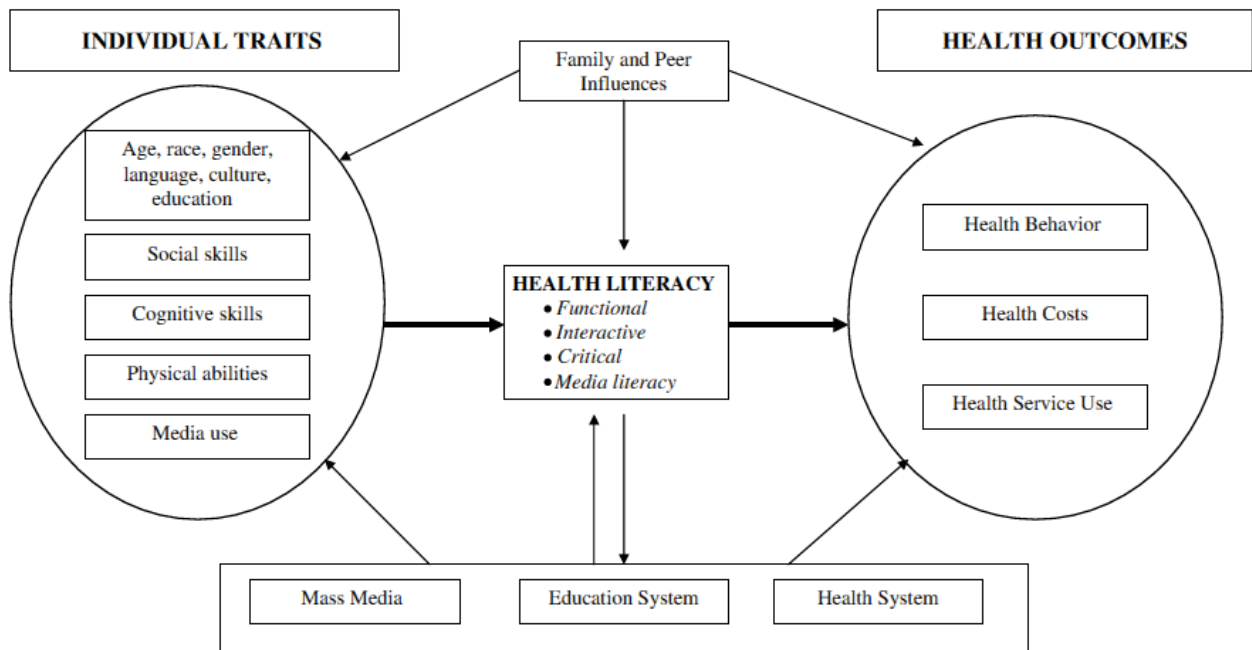 INDIVIDUAL TRAITS
Family and Peer
Influences
HEALTH OUTCOMES
Age, race, gender,
language, culture,
education
Social skills
Cognitive skills
Physical abilities
Media use
HEALTH LITERACY
• Functional
• Interactive
• Critical
• Media literacy
Health Behavior
Health Costs
Health Service Use
Mass Media
Education System
Health System